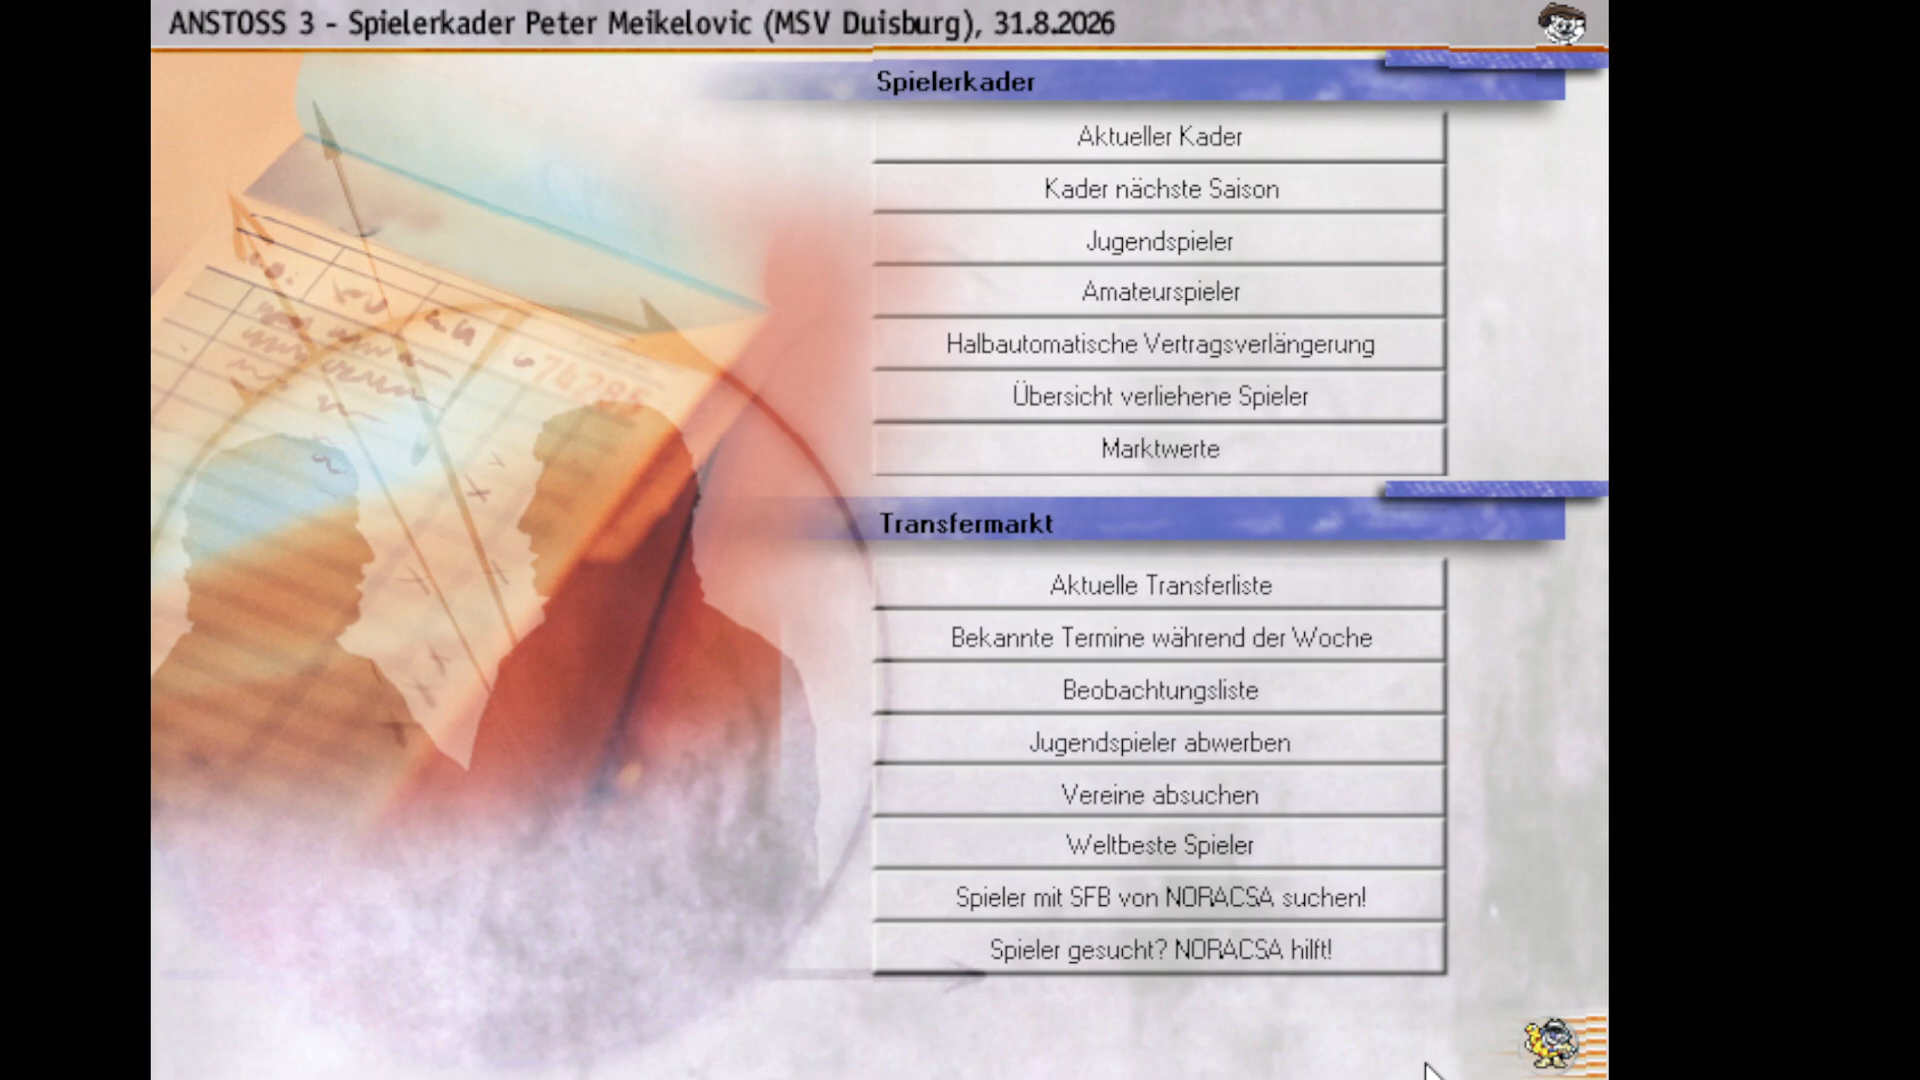 ANSTOSS 3 - Spielerkader Peter Meikelovic (MSV Duisburg), 31.8.2026
Spielerkader
Aktueller Kader
Kader nächste Saison
Jugendspieler
Amateurspieler
Halbautomatische Vertragsverlängerung
Übersicht verliehene Spieler
Marktwerte
Transfermarkt
Aktuelle Transferliste
Bekannte Termine während der Woche
Beobachtungsliste
Jugendspieler abwerben
Vereine absuchen
Weltbeste Spieler
Spieler mit SFB von NORACSA suchen!
Spieler gesucht? NORACSA hilft!